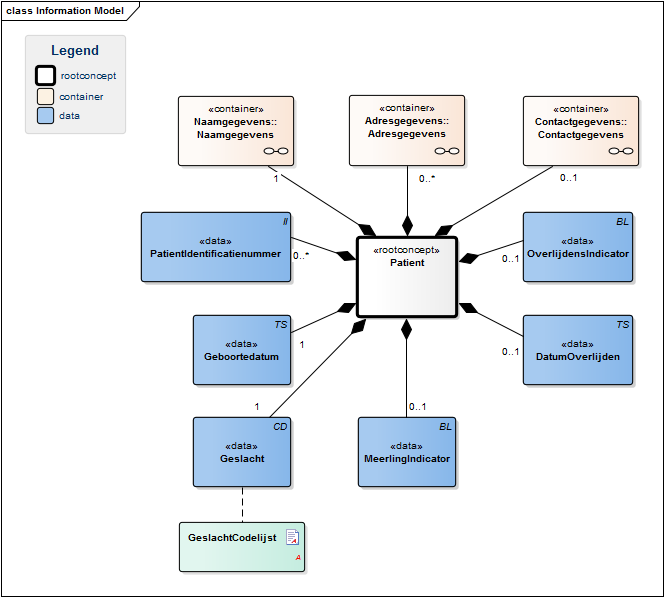 class Information Model
Legend
rootconcept
container
data
«container»
Naamgegevens::
Naamgegevens
«container»
Adresgegevens::
Adresgegevens
«container»
Contactgegevens::
Contactgegevens
1
0..*
0..1
II
«data»
PatientIdentificatienummer
0..*
«rootconcept»
Patient
BL
«data»
OverlijdensIndicator
0..1
TS
«data»
Geboortedatum
1
TS
«data»
DatumOverlijden
0..1
1
0..1
CD
«data»
Geslacht
BL
«data»
MeerlingIndicator
GeslachtCodelijst
A